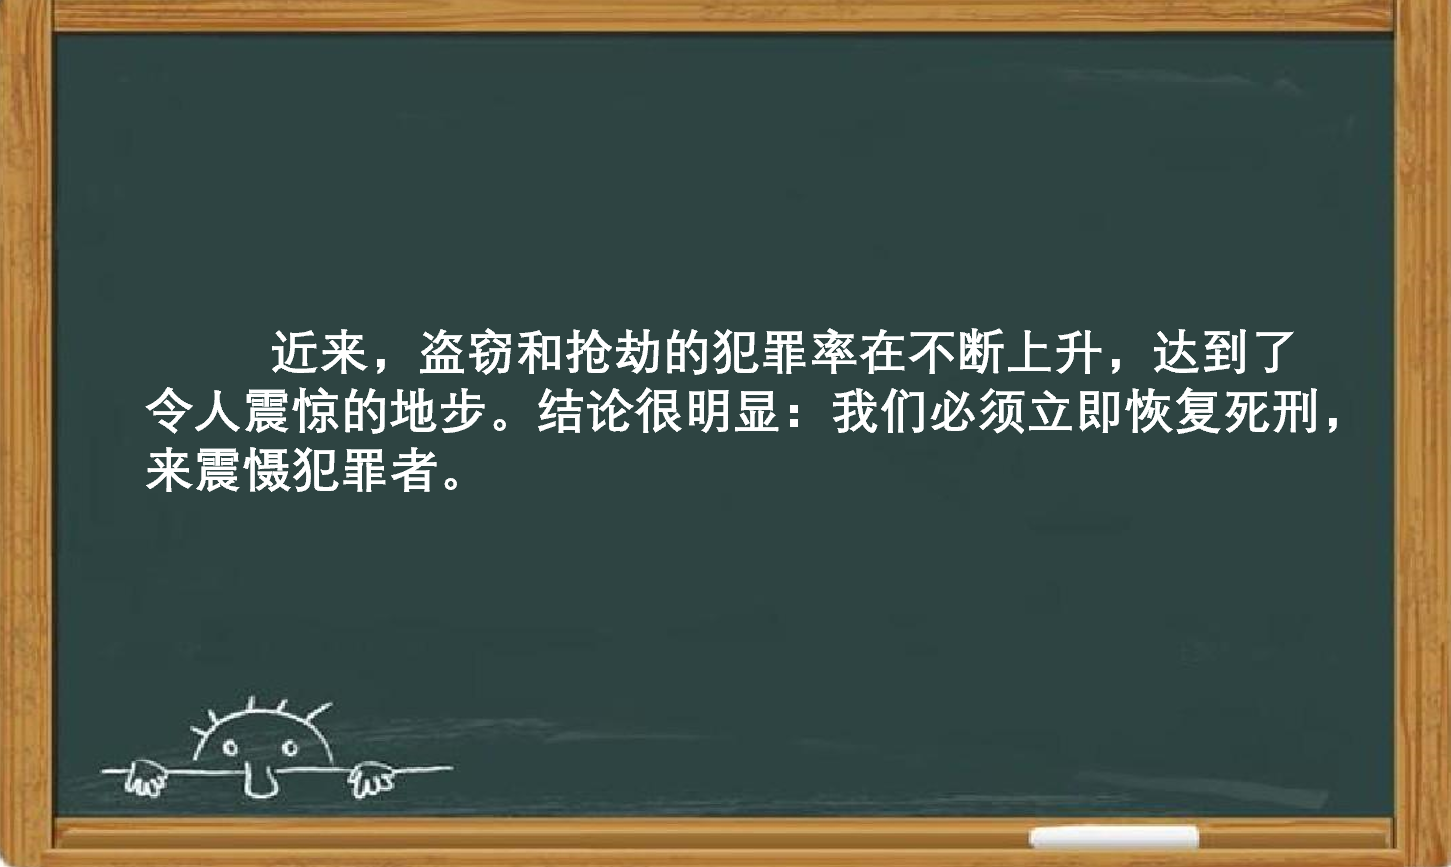 近来，盗窃和抢劫的犯罪率在不断上升，达到了
令人震惊的地步。结论很明显：我们必须立即恢复死刑，
来震慑犯罪者。